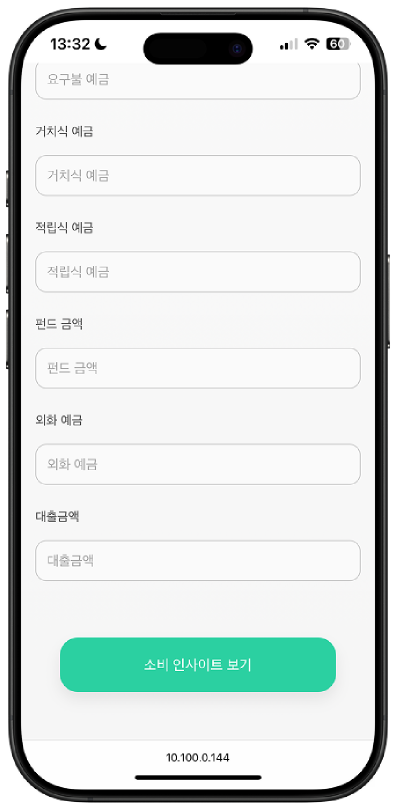 13:32
60
요구불 예금
거치식 예금
거치식 예금
적립식 예금
적립식 예금
펀드 금액
펀드 금액
외화 예금
외화 예금
대출금액
대출금액
소비 인사이트 보기
10.100.0.144